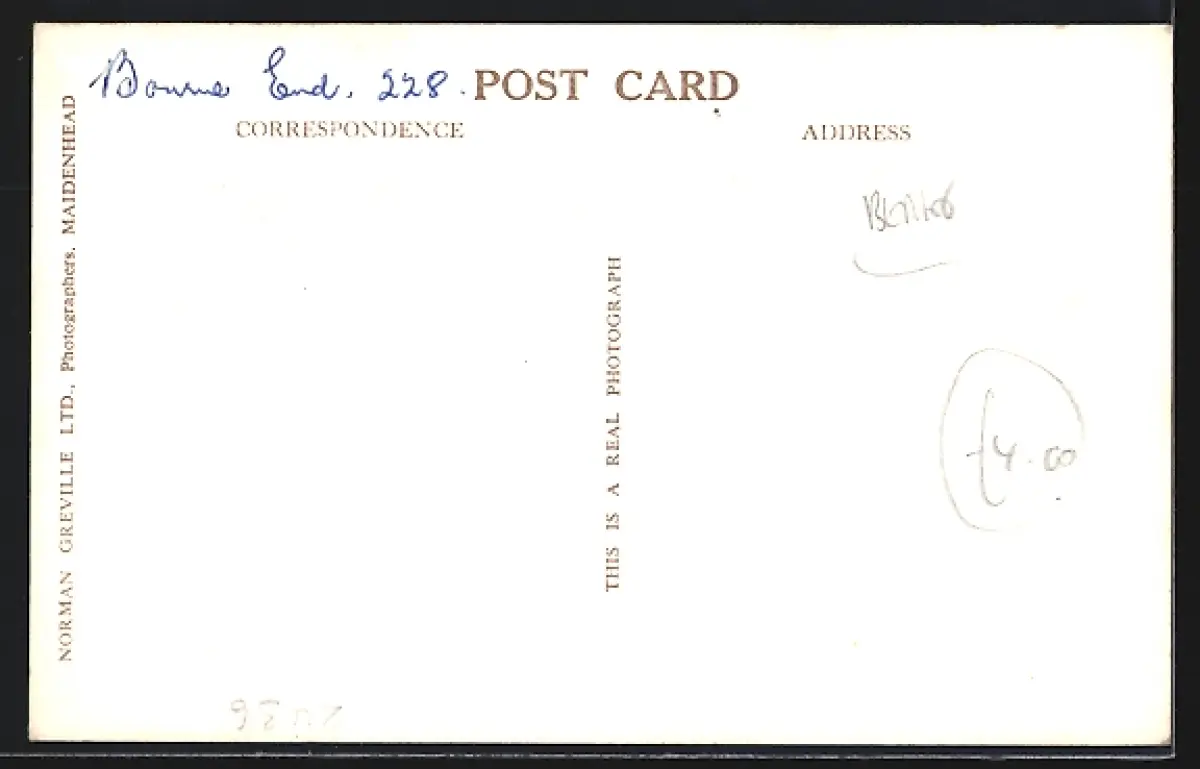 Bourne End. 228.
POST CARD
CORRESPONDENCE
ADDRESS
NORMAN GREVILLE LTD., Photographers. MAIDENHEAD
THIS IS A REAL PHOTOGRAPH
£4.00